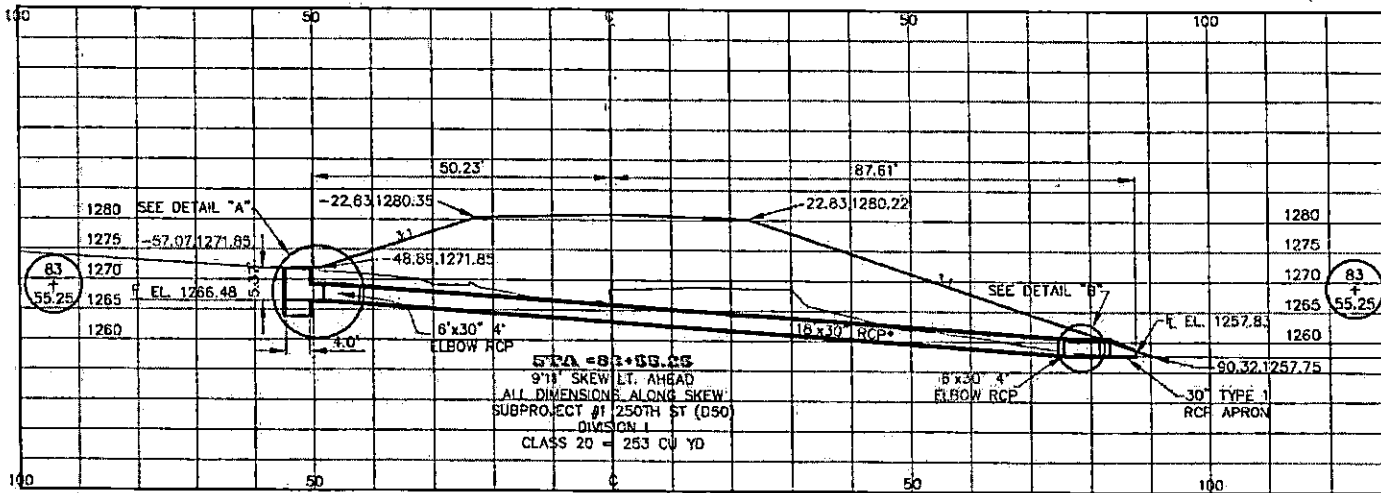 100 50 ℄ 50 100
50.23' 87.61'
SEE DETAIL "A"
-22.83,1280.35 -22.83,1280.22
1280 1280
-57.07,1271.85
1275 1275
-48.89,1271.85
1270 1270
83 + 55.25
5.37'
EL. 1266.48
1265 1265
SEE DETAIL "B"
83 + 55.25
1260 1260
EL. 1257.83
4.0'
6'x30" 4°
ELBOW RCP
18'x30" RCP*
STA. =83+55.25
9°11' SKEW LT. AHEAD
ALL DIMENSIONS ALONG SKEW
SUBPROJECT #1 250TH ST (D50)
DIVISION 1
CLASS 20 = 253 CU YD
6'x30" 4°
ELBOW RCP
90.32,1257.75
30" TYPE 1
RCP APRON
100 50 ℄ 50 100